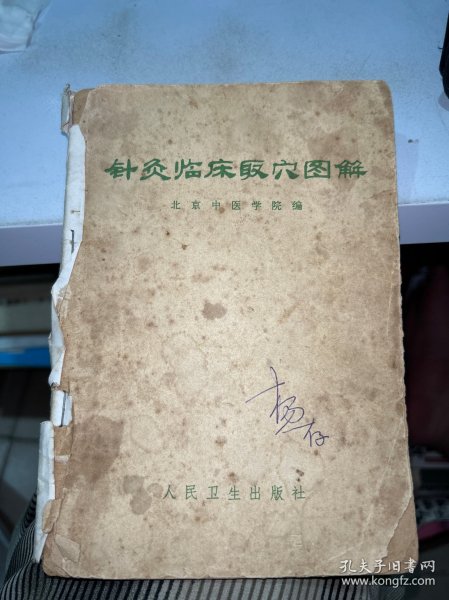 针灸临床取穴图解
北京中医学院编
杨存
人民卫生出版社
孔夫子旧书网
www.kongfz.com